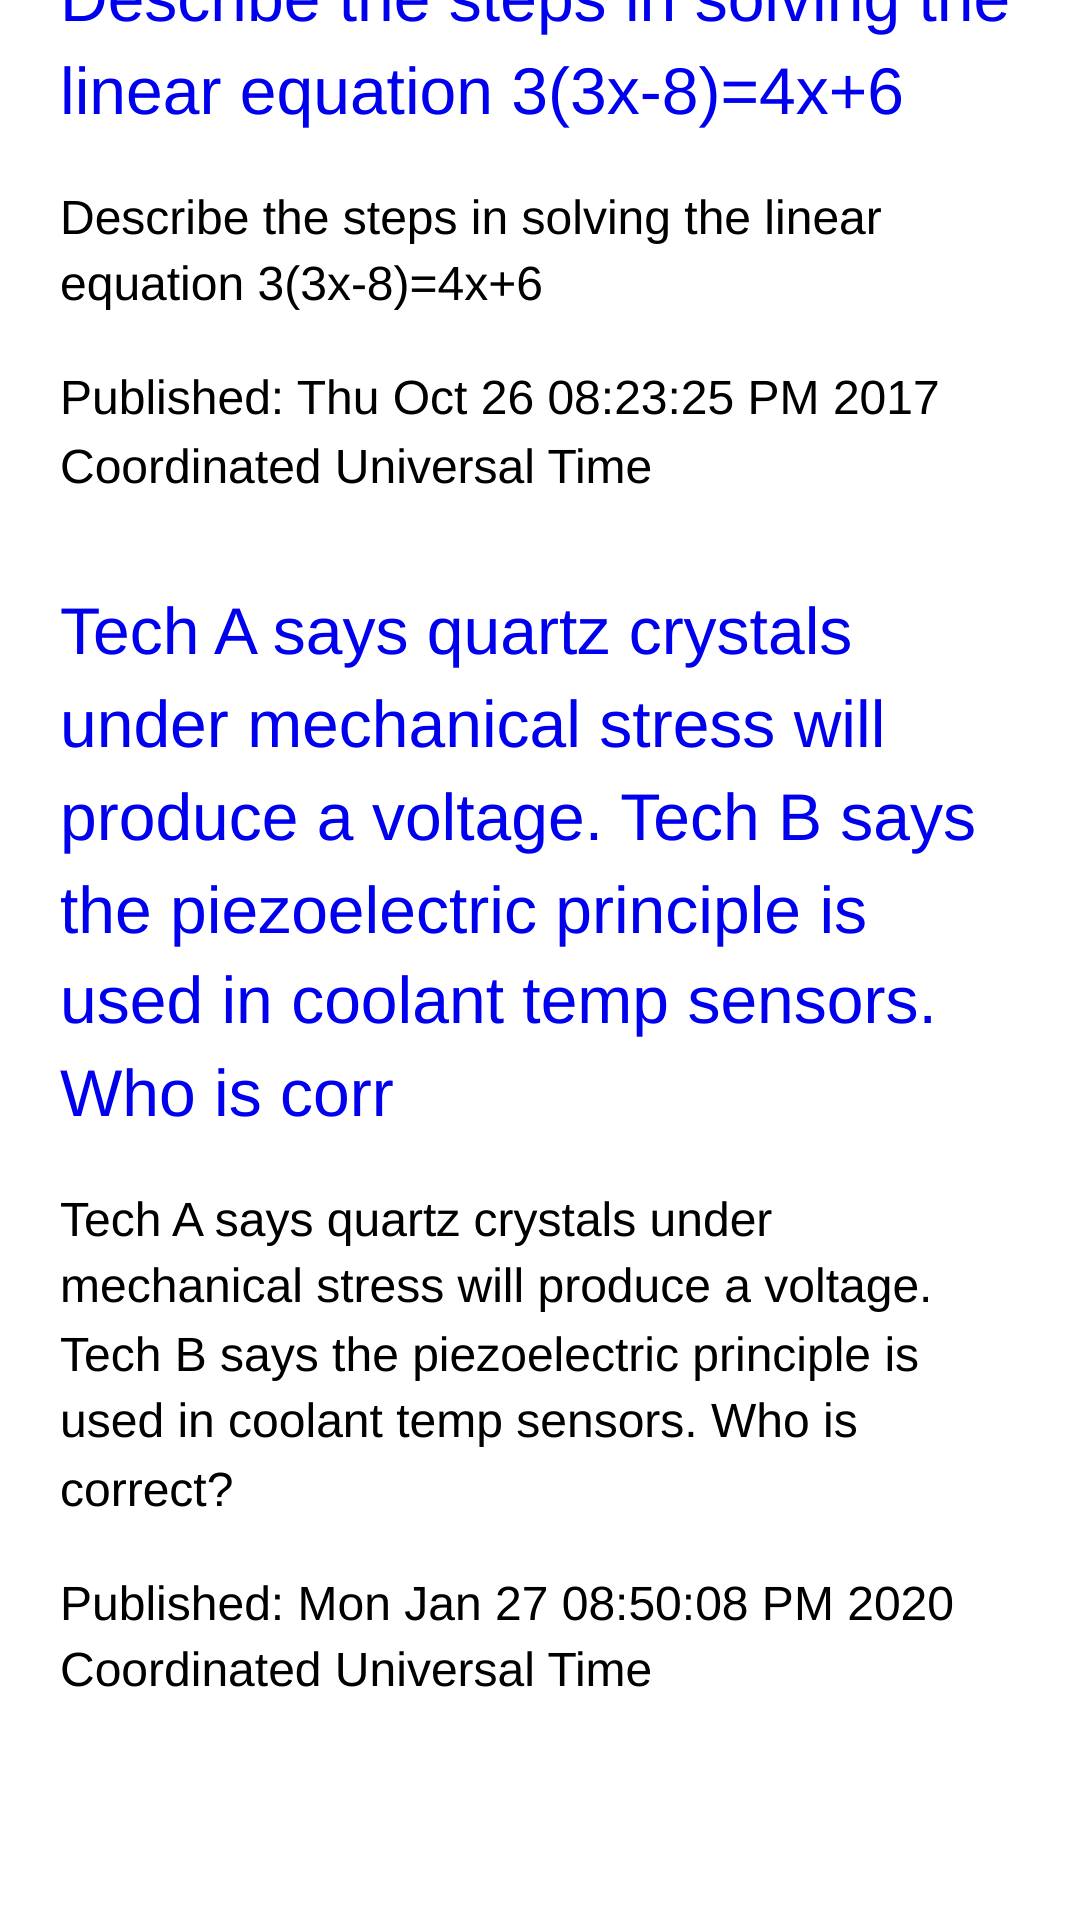 Describe the steps in solving the
linear equation 3(3x-8)=4x+6
Describe the steps in solving the linear
equation 3(3x-8)=4x+6
Published: Thu Oct 26 08:23:25 PM 2017
Coordinated Universal Time
Tech A says quartz crystals
under mechanical stress will
produce a voltage. Tech B says
the piezoelectric principle is
used in coolant temp sensors.
Who is corr
Tech A says quartz crystals under
mechanical stress will produce a voltage.
Tech B says the piezoelectric principle is
used in coolant temp sensors. Who is
correct?
Published: Mon Jan 27 08:50:08 PM 2020
Coordinated Universal Time